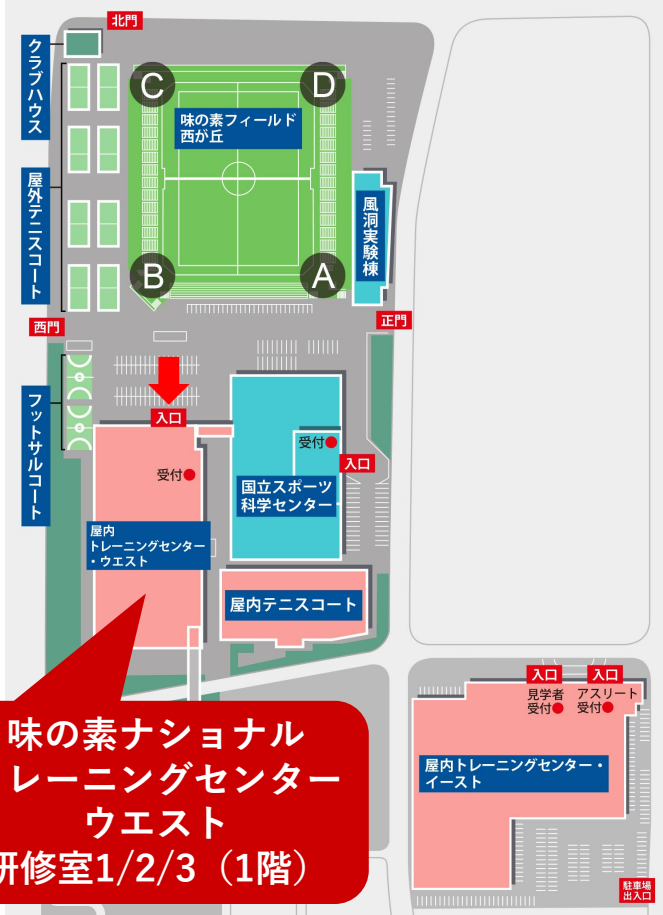 北門
クラブハウス
C
D
味の素フィールド
西が丘
屋外テニスコート
風洞実験棟
B
A
西門
正門
フットサルコート
入口
受付
受付
入口
国立スポーツ
科学センター
屋内
トレーニングセンター
・ウエスト
屋内テニスコート
入口
入口
見学者
受付
アスリート
受付
味の素ナショナル
レーニングセンター
ウエスト
研修室1/2/3（1階）
屋内トレーニングセンター・
イースト
駐車場
出入口